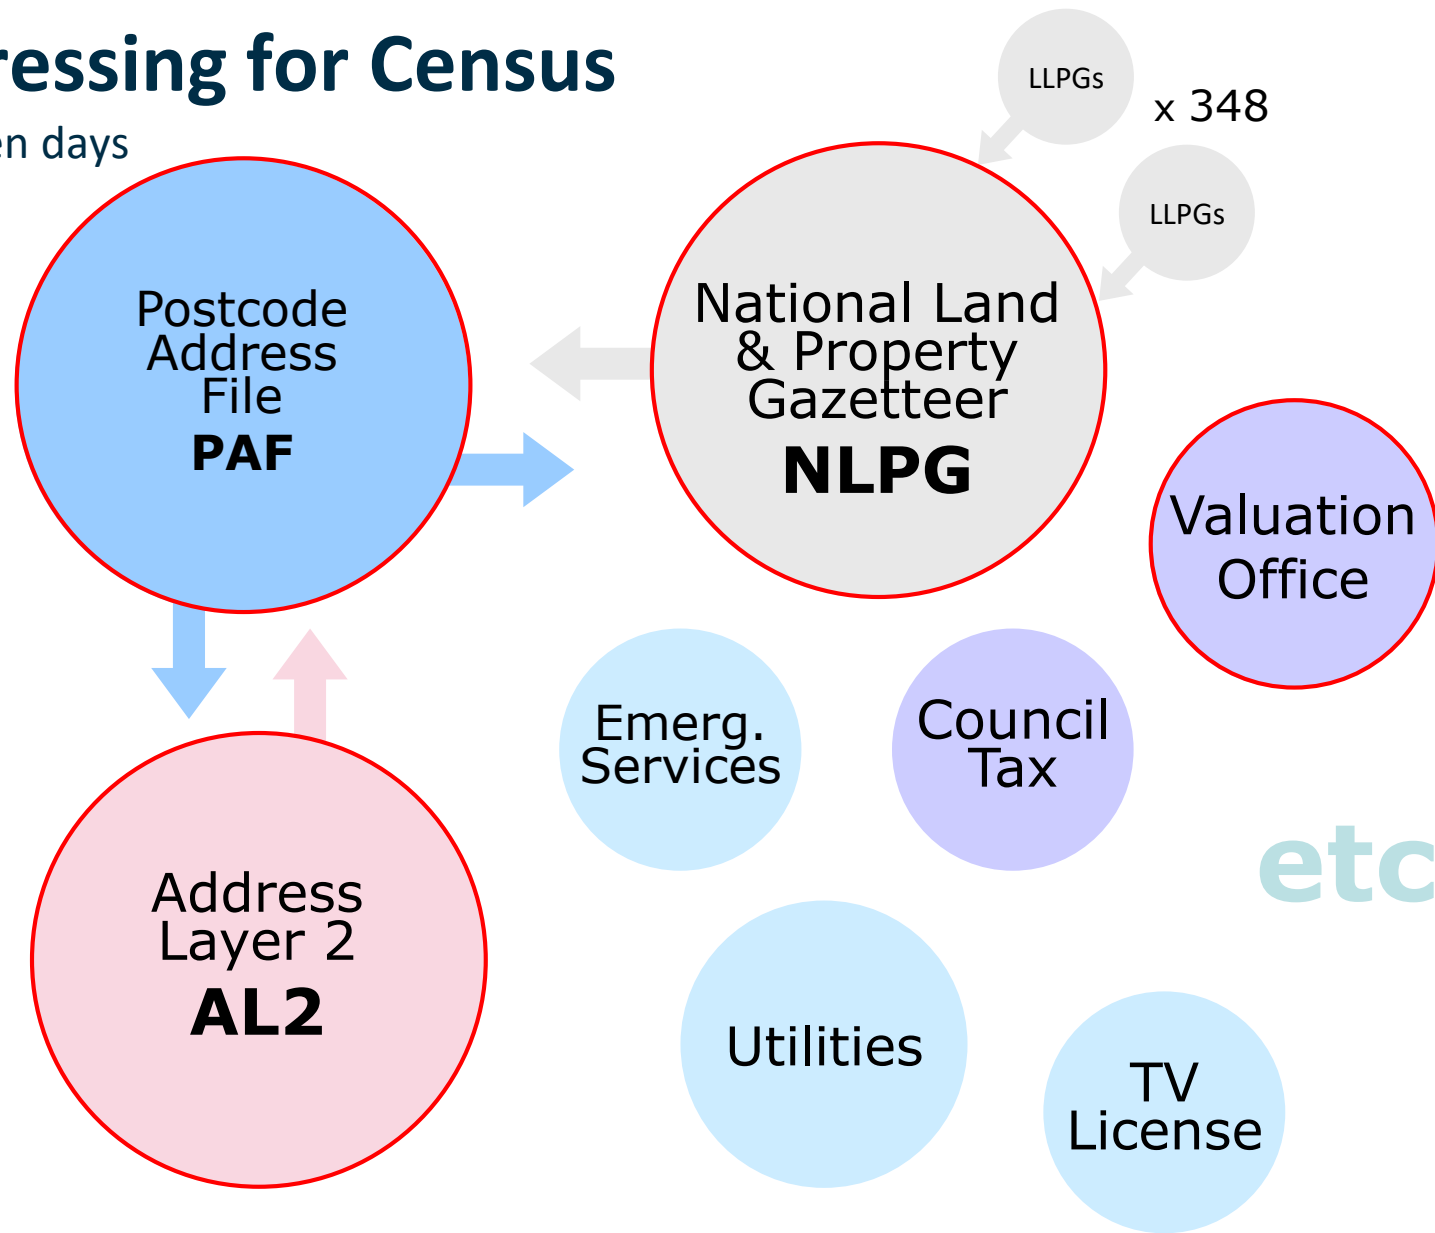 ressing for Census
en days
LLPGs
x 348
LLPGs
Postcode
Address
File
PAF
National Land
& Property
Gazetteer
NLPG
Valuation
Office
Emerg.
Services
Council
Tax
etc
Address
Layer 2
AL2
Utilities
TV
License